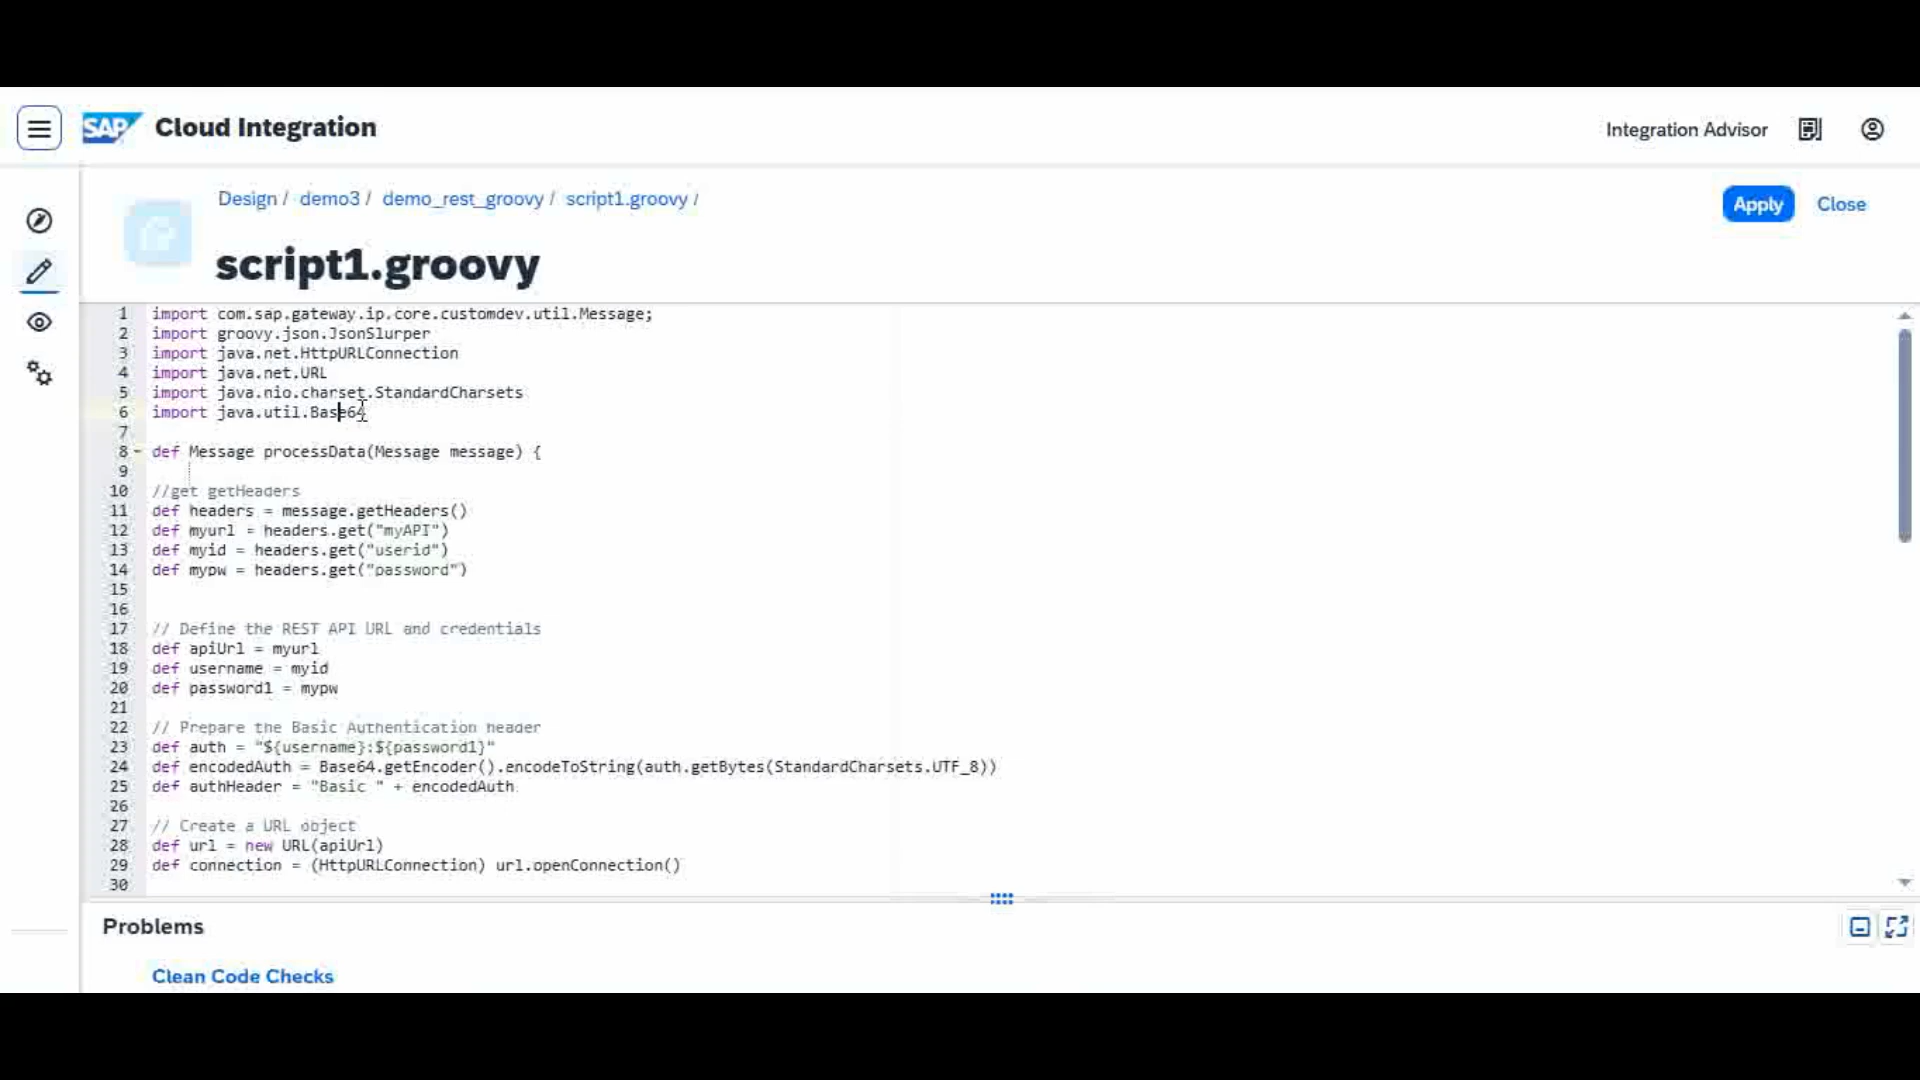 SAP Cloud Integration
Integration Advisor
Design / demo3 / demo_rest_groovy / script1.groovy /
Apply Close
script1.groovy
1 import com.sap.gateway.ip.core.customdev.util.Message;
2 import groovy.json.JsonSlurper
3 import java.net.HttpURLConnection
4 import java.net.URL
5 import java.nio.charset.StandardCharsets
6 import java.util.Base64
7
8 def Message processData(Message message) {
9
10 //get getHeaders
11 def headers = message.getHeaders()
12 def myurl = headers.get("myAPI")
13 def myid = headers.get("userid")
14 def mypw = headers.get("password")
15
16
17 // Define the REST API URL and credentials
18 def apiUrl = myurl
19 def username = myid
20 def password1 = mypw
21
22 // Prepare the Basic Authentication header
23 def auth = "${username}:${password1}"
24 def encodedAuth = Base64.getEncoder().encodeToString(auth.getBytes(StandardCharsets.UTF_8))
25 def authHeader = "Basic " + encodedAuth
26
27 // Create a URL object
28 def url = new URL(apiUrl)
29 def connection = (HttpURLConnection) url.openConnection()
30
Problems
Clean Code Checks